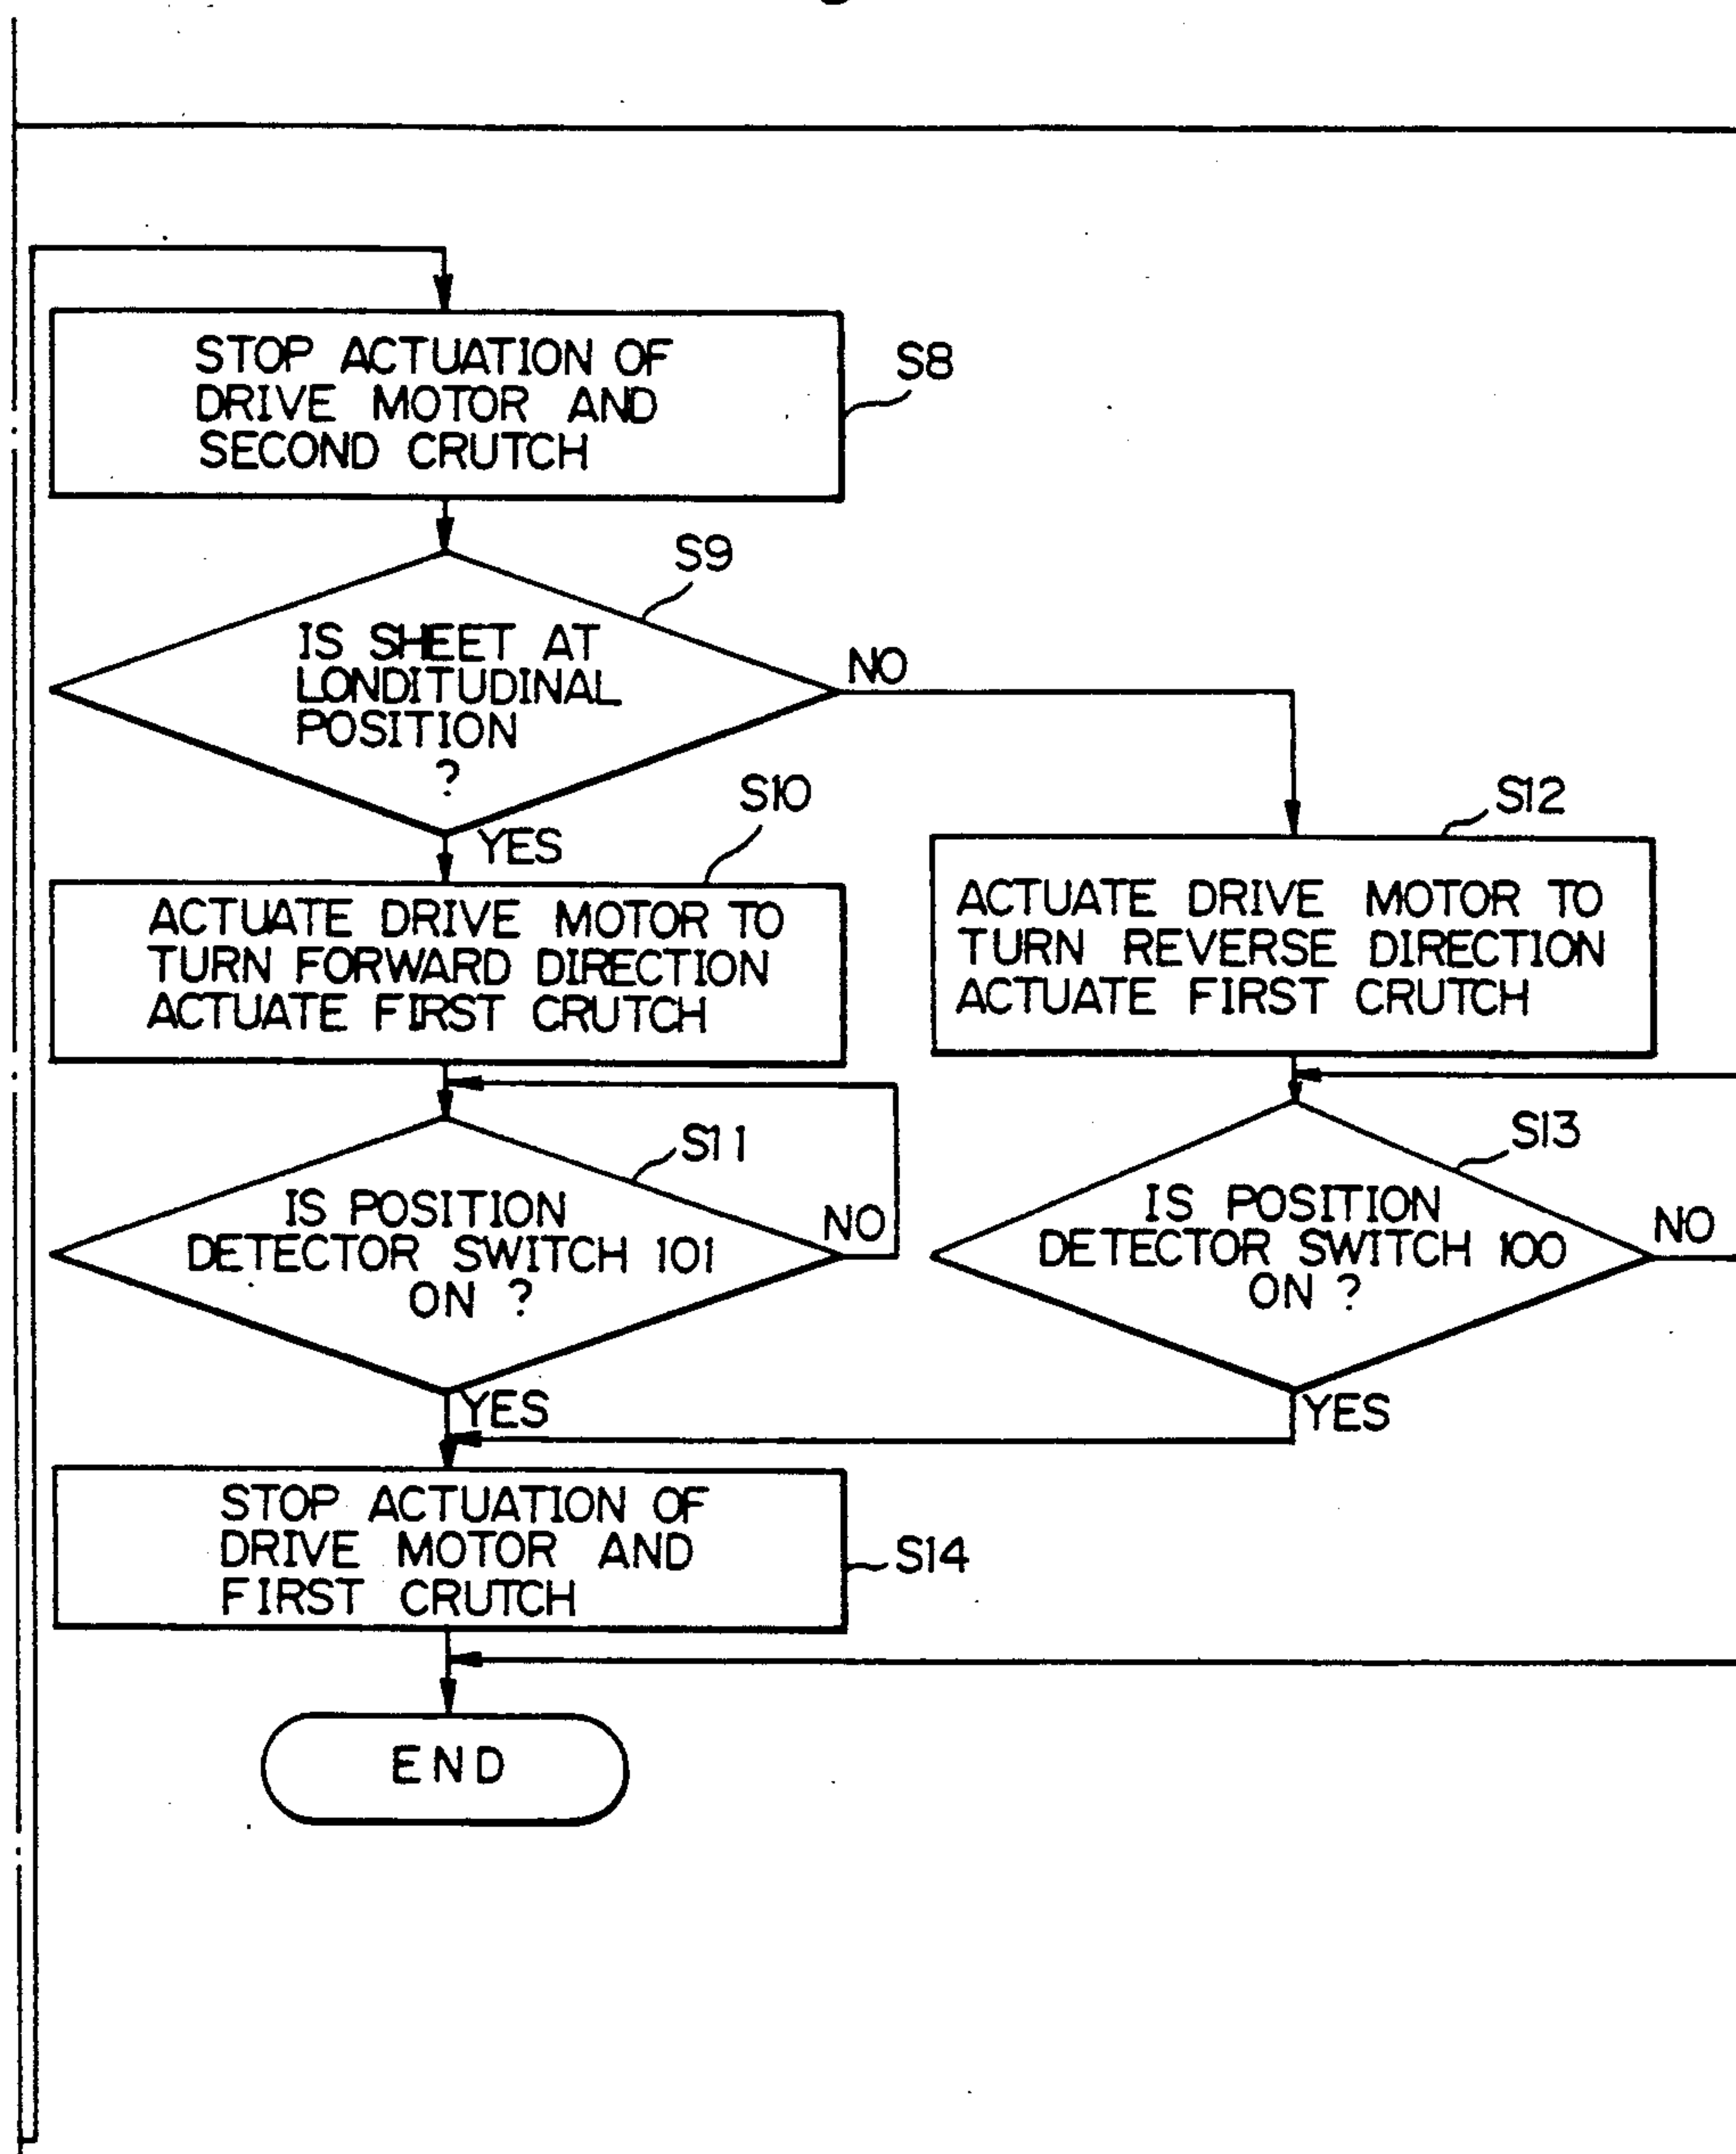 STOP ACTUATION OF
DRIVE MOTOR AND
SECOND CRUTCH
S8
S9
IS SHEET AT
LONDITUDINAL
POSITION
?
NO
YES
S10
ACTUATE DRIVE MOTOR TO
TURN FORWARD DIRECTION
ACTUATE FIRST CRUTCH
S12
ACTUATE DRIVE MOTOR TO
TURN REVERSE DIRECTION
ACTUATE FIRST CRUTCH
S11
IS POSITION
DETECTOR SWITCH 101
ON ?
NO
YES
S13
IS POSITION
DETECTOR SWITCH 100
ON ?
NO
YES
STOP ACTUATION OF
DRIVE MOTOR AND
FIRST CRUTCH
S14
END